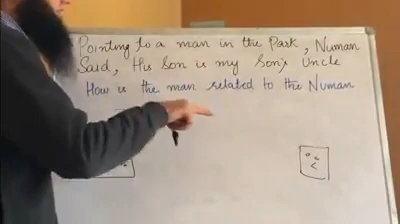 Pointing to a man in the Park, Numan
Said, His Son is my Son's Uncle
How is the man related to the Numan